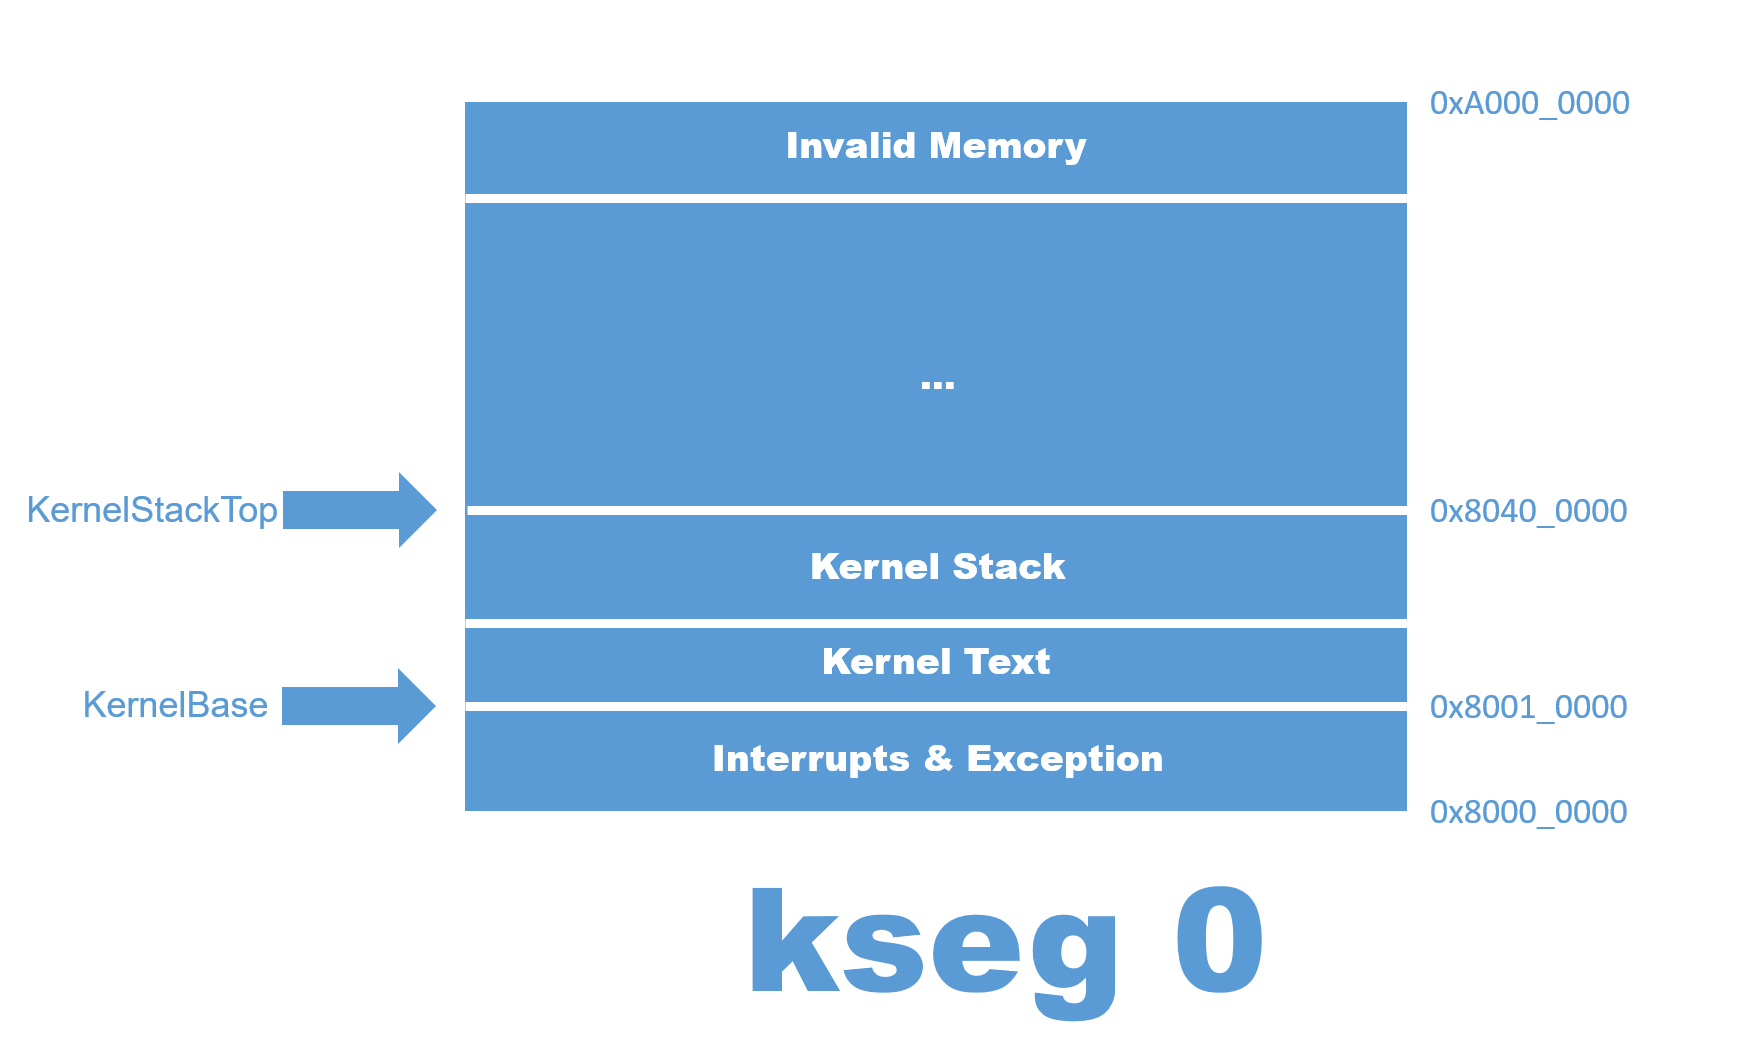 0xA000_0000
Invalid Memory
...
KernelStackTop
0x8040_0000
Kernel Stack
Kernel Text
KernelBase
0x8001_0000
Interrupts & Exception
0x8000_0000
kseg 0